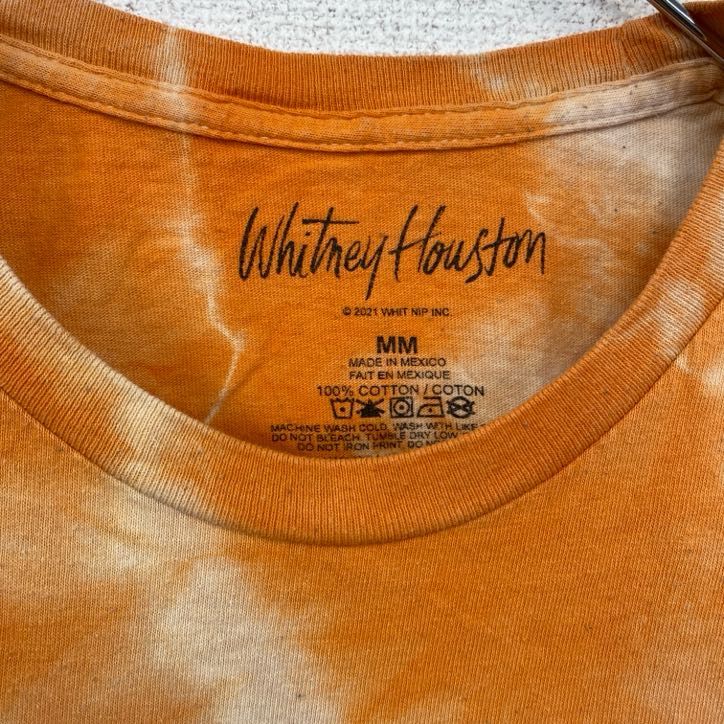 Whitney Houston
© 2021 WHIT NIP INC.
MM
MADE IN MEXICO
FAIT EN MEXIQUE
100% COTTON / COTON
MACHINE WASH COLD, WASH WITH LIKE
DO NOT BLEACH, TUMBLE DRY LOW
DO NOT IRON PRINT, DO